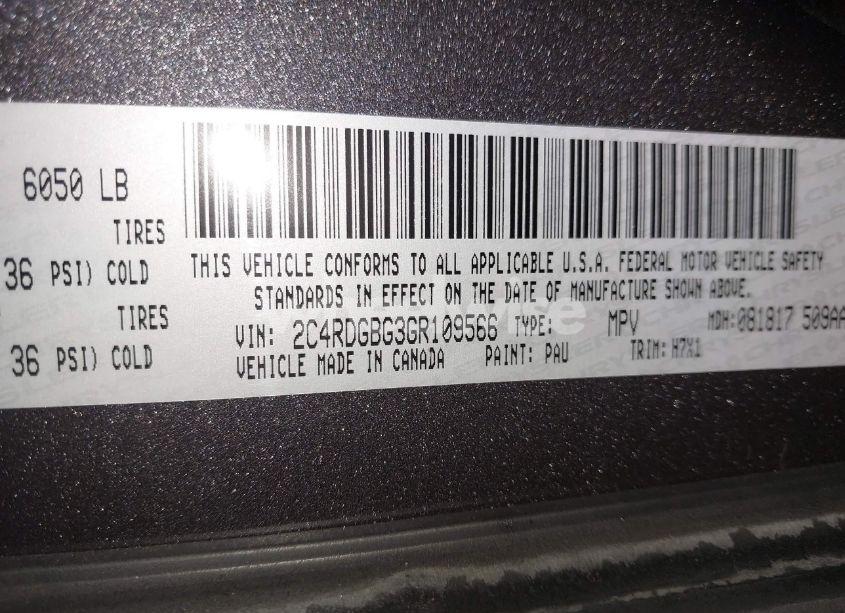 6050 LB
TIRES
36 PSI) COLD
TIRES
36 PSI) COLD
THIS VEHICLE CONFORMS TO ALL APPLICABLE U.S.A. FEDERAL MOTOR VEHICLE SAFETY
STANDARDS IN EFFECT ON THE DATE OF MANUFACTURE SHOWN ABOVE.
VIN: 2C4RDGBG3GR109566 TYPE: MPV MDH: 081817 509AA
VEHICLE MADE IN CANADA PAINT: PAU TRIM: H7X1